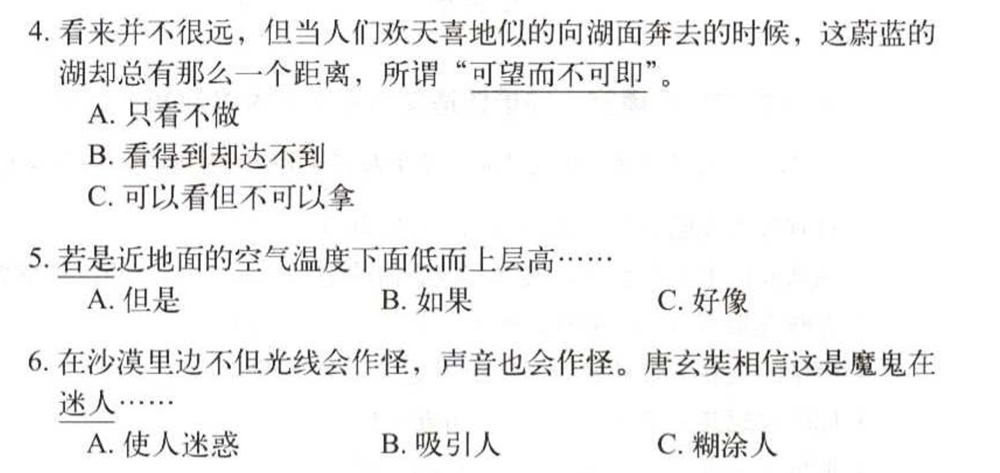 4. 看来并不很远，但当人们欢天喜地似的向湖面奔去的时候，这蔚蓝的
湖却总有那么一个距离，所谓“可望而不可即”。
A. 只看不做
B. 看得到却达不到
C. 可以看但不可以拿
5. 若是近地面的空气温度下面低而上层高……
A. 但是 B. 如果 C. 好像
6. 在沙漠里边不但光线会作怪，声音也会作怪。唐玄奘相信这是魔鬼在
迷人……
A. 使人迷惑 B. 吸引人 C. 糊涂人